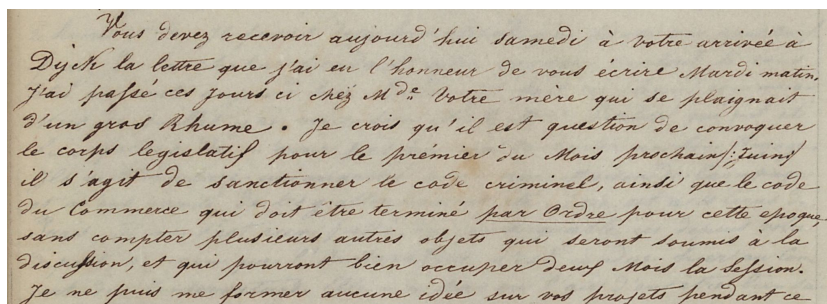 Vous devez recevoir aujourd'hui samedi à votre arrivée à
Dijck la lettre que j'ai eu l'honneur de vous écrire Mardi matin.
J'ai passé ces Jours ci chez Mde votre mère qui se plaignait
d'un gros Rhume. Je crois qu'il est question de convoquer
le corps legislatif pour le prémier du Mois prochain /: Juin /
il s'agit de sanctionner le code criminel, ainsi que le code
du Commerce qui doit être terminé par Ordre pour cette epoque,
sans compter plusieurs autres objets qui seront soumis à la
discussion, et qui pourront bien occuper deux Mois la Session.
Je ne puis me former aucune idée sur vos projets pendant ce